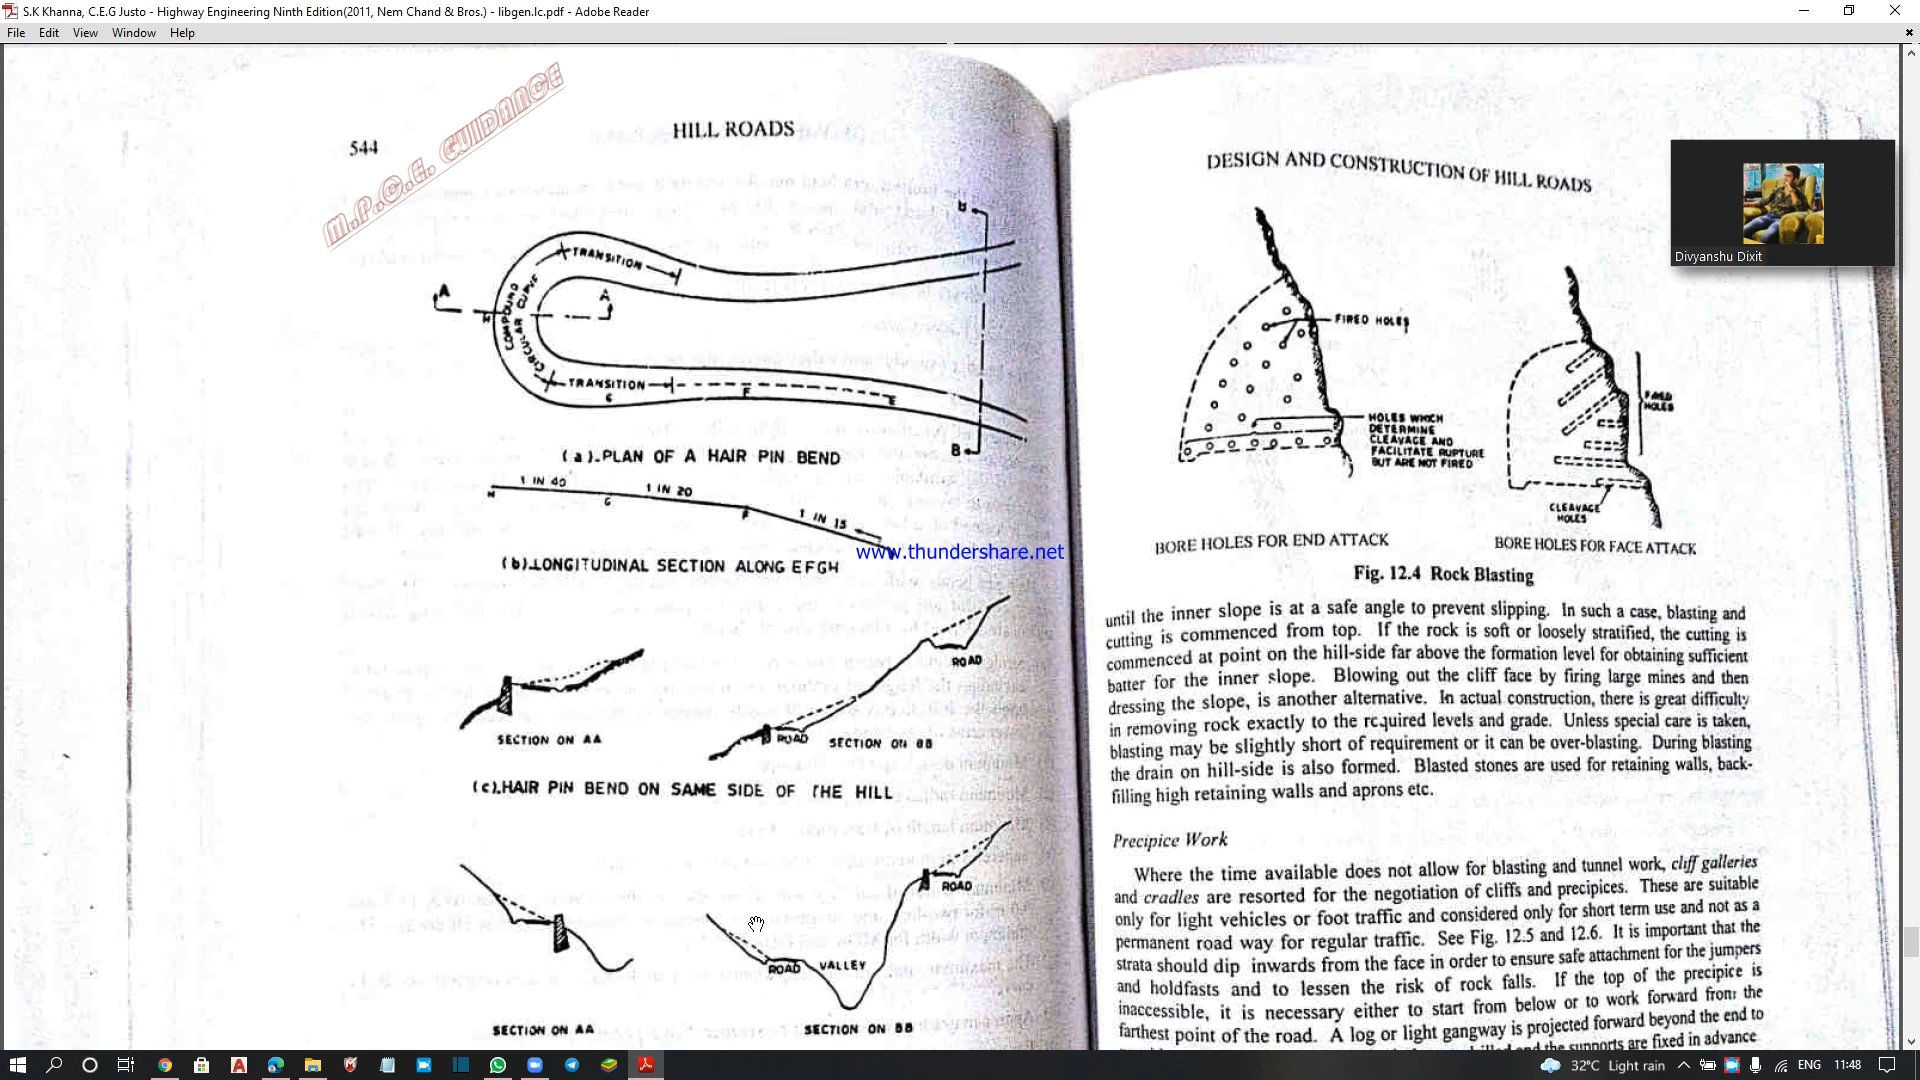 S.K Khanna, C.E.G Justo - Highway Engineering Ninth Edition(2011, Nem Chand & Bros.) - libgen.lc.pdf - Adobe Reader
File Edit View Window Help
M.P.C.E. GUIDANCE
544
HILL ROADS
B
TRANSITION
A
A
H
COMPOUND
CIRCULAR CURVE
TRANSITION
G
F
E
B
(a).PLAN OF A HAIR PIN BEND
H
1 IN 40
G
1 IN 20
F
1 IN 15
www.thundershare.net
(b).LONGITUDINAL SECTION ALONG EFGH
ROAD
SECTION ON AA
ROAD
SECTION ON BB
(c).HAIR PIN BEND ON SAME SIDE OF THE HILL
ROAD
ROAD
VALLEY
SECTION ON AA
SECTION ON BB
DESIGN AND CONSTRUCTION OF HILL ROADS
Divyanshu Dixit
FIRED HOLES
HOLES WHICH
DETERMINE
CLEAVAGE AND
FACILITATE RUPTURE
BUT ARE NOT FIRED
FIRED
HOLES
CLEAVAGE
HOLES
BORE HOLES FOR END ATTACK
BORE HOLES FOR FACE ATTACK
Fig. 12.4 Rock Blasting
until the inner slope is at a safe angle to prevent slipping. In such a case, blasting and
cutting is commenced from top. If the rock is soft or loosely stratified, the cutting is
commenced at point on the hill-side far above the formation level for obtaining sufficient
batter for the inner slope. Blowing out the cliff face by firing large mines and then
dressing the slope, is another alternative. In actual construction, there is great difficulty
in removing rock exactly to the required levels and grade. Unless special care is taken,
blasting may be slightly short of requirement or it can be over-blasting. During blasting
the drain on hill-side is also formed. Blasted stones are used for retaining walls, back-
filling high retaining walls and aprons etc.
Precipice Work
Where the time available does not allow for blasting and tunnel work, cliff galleries
and cradles are resorted for the negotiation of cliffs and precipices. These are suitable
only for light vehicles or foot traffic and considered only for short term use and not as a
permanent road way for regular traffic. See Fig. 12.5 and 12.6. It is important that the
strata should dip inwards from the face in order to ensure safe attachment for the jumpers
and holdfasts and to lessen the risk of rock falls. If the top of the precipice is
inaccessible, it is necessary either to start from below or to work forward from the
farthest point of the road. A log or light gangway is projected forward beyond the end to
the supports are fixed in advance
32°C Light rain
ENG
11:48